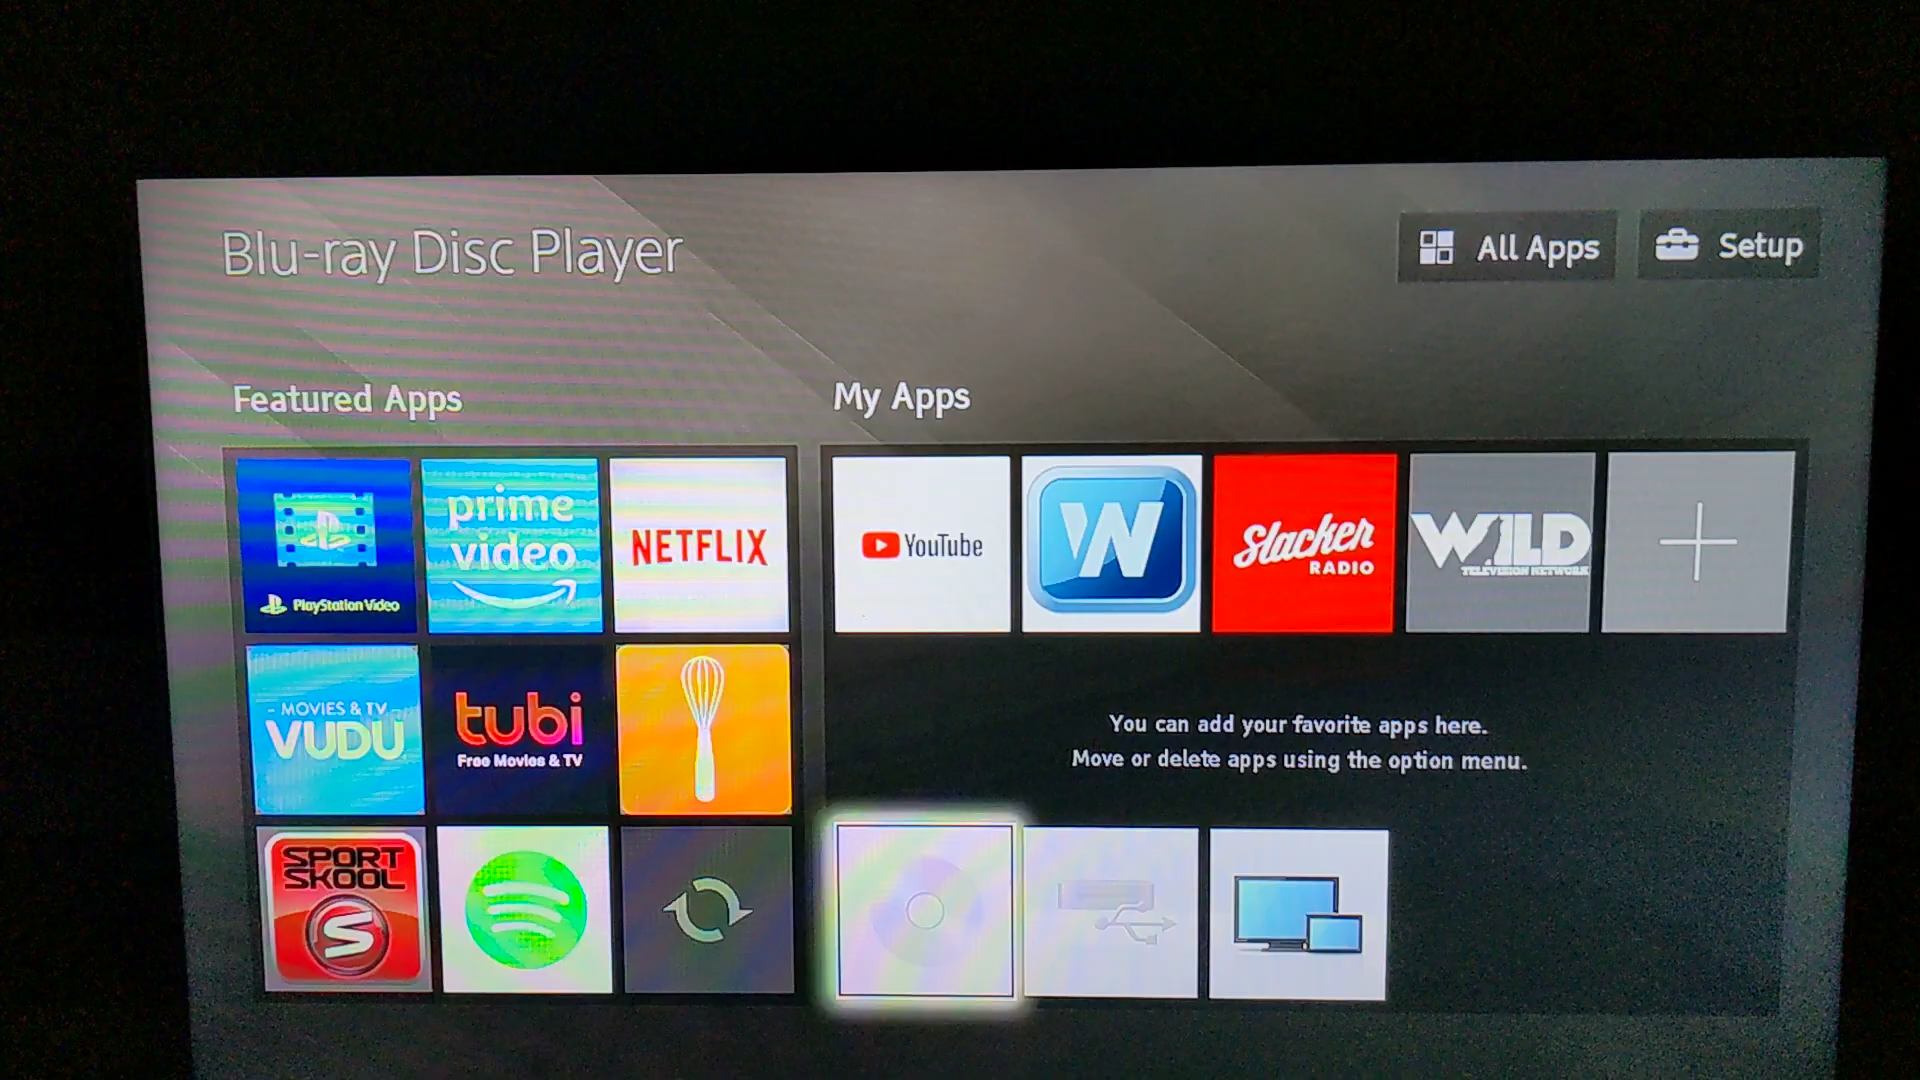 Blu-ray Disc Player
All Apps
Setup
Featured Apps
My Apps
PlayStation Video
prime
video
NETFLIX
YouTube
W
Slacker
RADIO
WILD
TELEVISION NETWORK
MOVIES & TV
VUDU
tubi
Free Movies & TV
You can add your favorite apps here.
Move or delete apps using the option menu.
SPORT
SKOOL
S